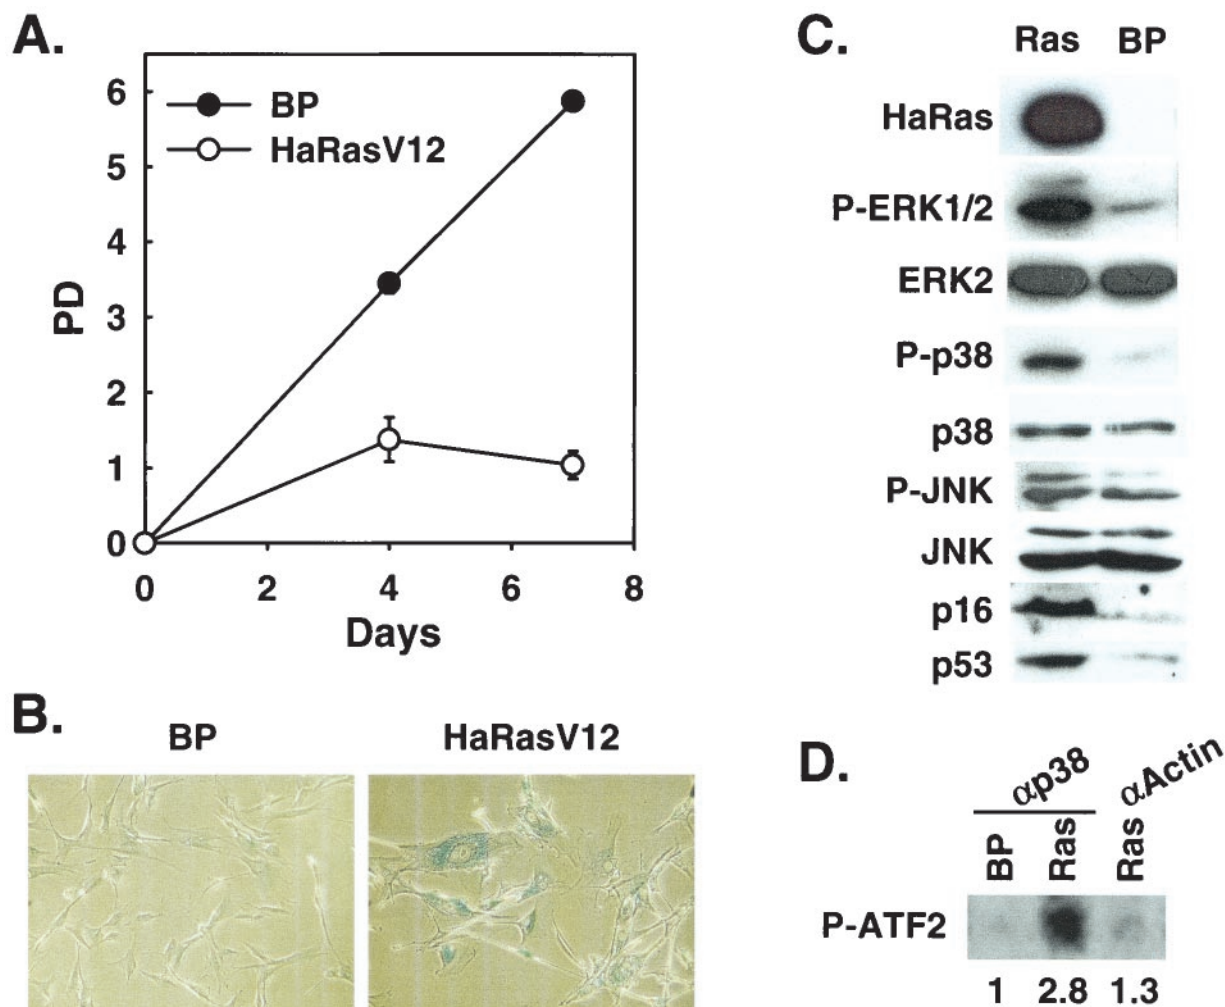 A.
6
5
4
3
2
1
0
PD
BP
HaRasV12
0 2 4 6 8
Days
B.
BP HaRasV12
C.
Ras BP
HaRas
P-ERK1/2
ERK2
P-p38
p38
P-JNK
JNK
p16
p53
D.
αp38 αActin
BP Ras Ras
P-ATF2
1 2.8 1.3